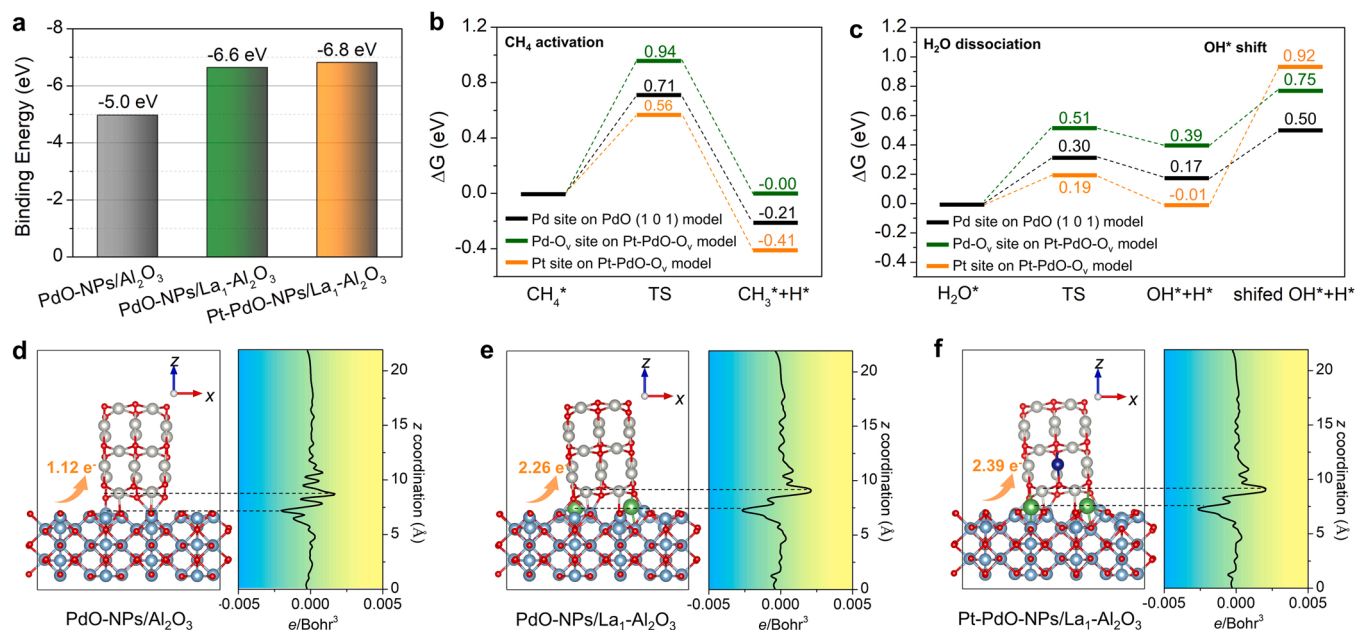 a
Binding Energy (eV)
-8
-6
-4
-2
0
-5.0 eV
-6.6 eV
-6.8 eV
PdO-NPs/Al₂O₃
PdO-NPs/La₁-Al₂O₃
Pt-PdO-NPs/La₁-Al₂O₃
b
CH₄ activation
ΔG (eV)
1.2
0.8
0.4
0.0
-0.4
0.94
0.71
0.56
-0.00
-0.21
-0.41
Pd site on PdO (1 0 1) model
Pd-Oᵥ site on Pt-PdO-Oᵥ model
Pt site on Pt-PdO-Oᵥ model
CH₄*
TS
CH₃*+H*
c
H₂O dissociation
OH* shift
ΔG (eV)
1.2
1.0
0.8
0.6
0.4
0.2
0.0
-0.2
-0.4
0.51
0.30
0.19
0.39
0.17
-0.01
0.92
0.75
0.50
Pd site on PdO (1 0 1) model
Pd-Oᵥ site on Pt-PdO-Oᵥ model
Pt site on Pt-PdO-Oᵥ model
H₂O*
TS
OH*+H*
shifed OH*+H*
d
z
x
1.12 e⁻
20
15
10
5
0
z coordination (Å)
-0.005
0.000
0.005
PdO-NPs/Al₂O₃
e/Bohr³
e
z
x
2.26 e⁻
20
15
10
5
0
z coordination (Å)
-0.005
0.000
0.005
PdO-NPs/La₁-Al₂O₃
e/Bohr³
f
z
x
2.39 e⁻
20
15
10
5
0
z coordination (Å)
-0.005
0.000
0.005
Pt-PdO-NPs/La₁-Al₂O₃
e/Bohr³